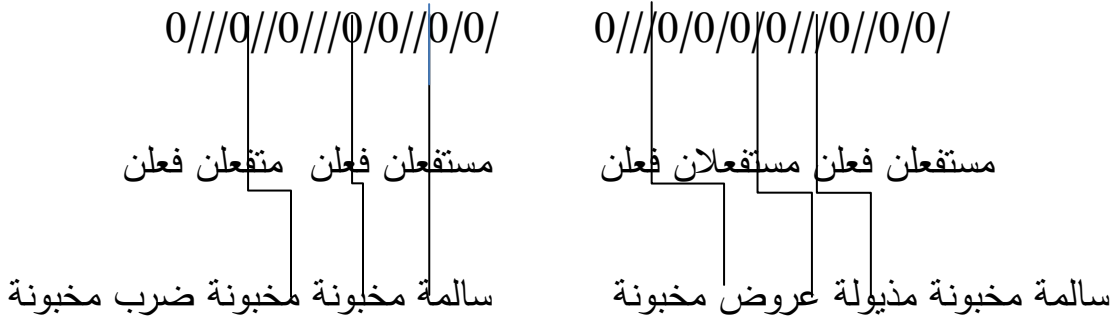 0///0/0/0/0///0//0/0/ 0///0//0///0/0//0/0/
مستفعلن فعلن مستفعلان فعلن مستفعلن فعلن متفعلن فعلن
سالمة مخبونة مذيولة عروض مخبونة سالمة مخبونة مخبونة ضرب مخبونة